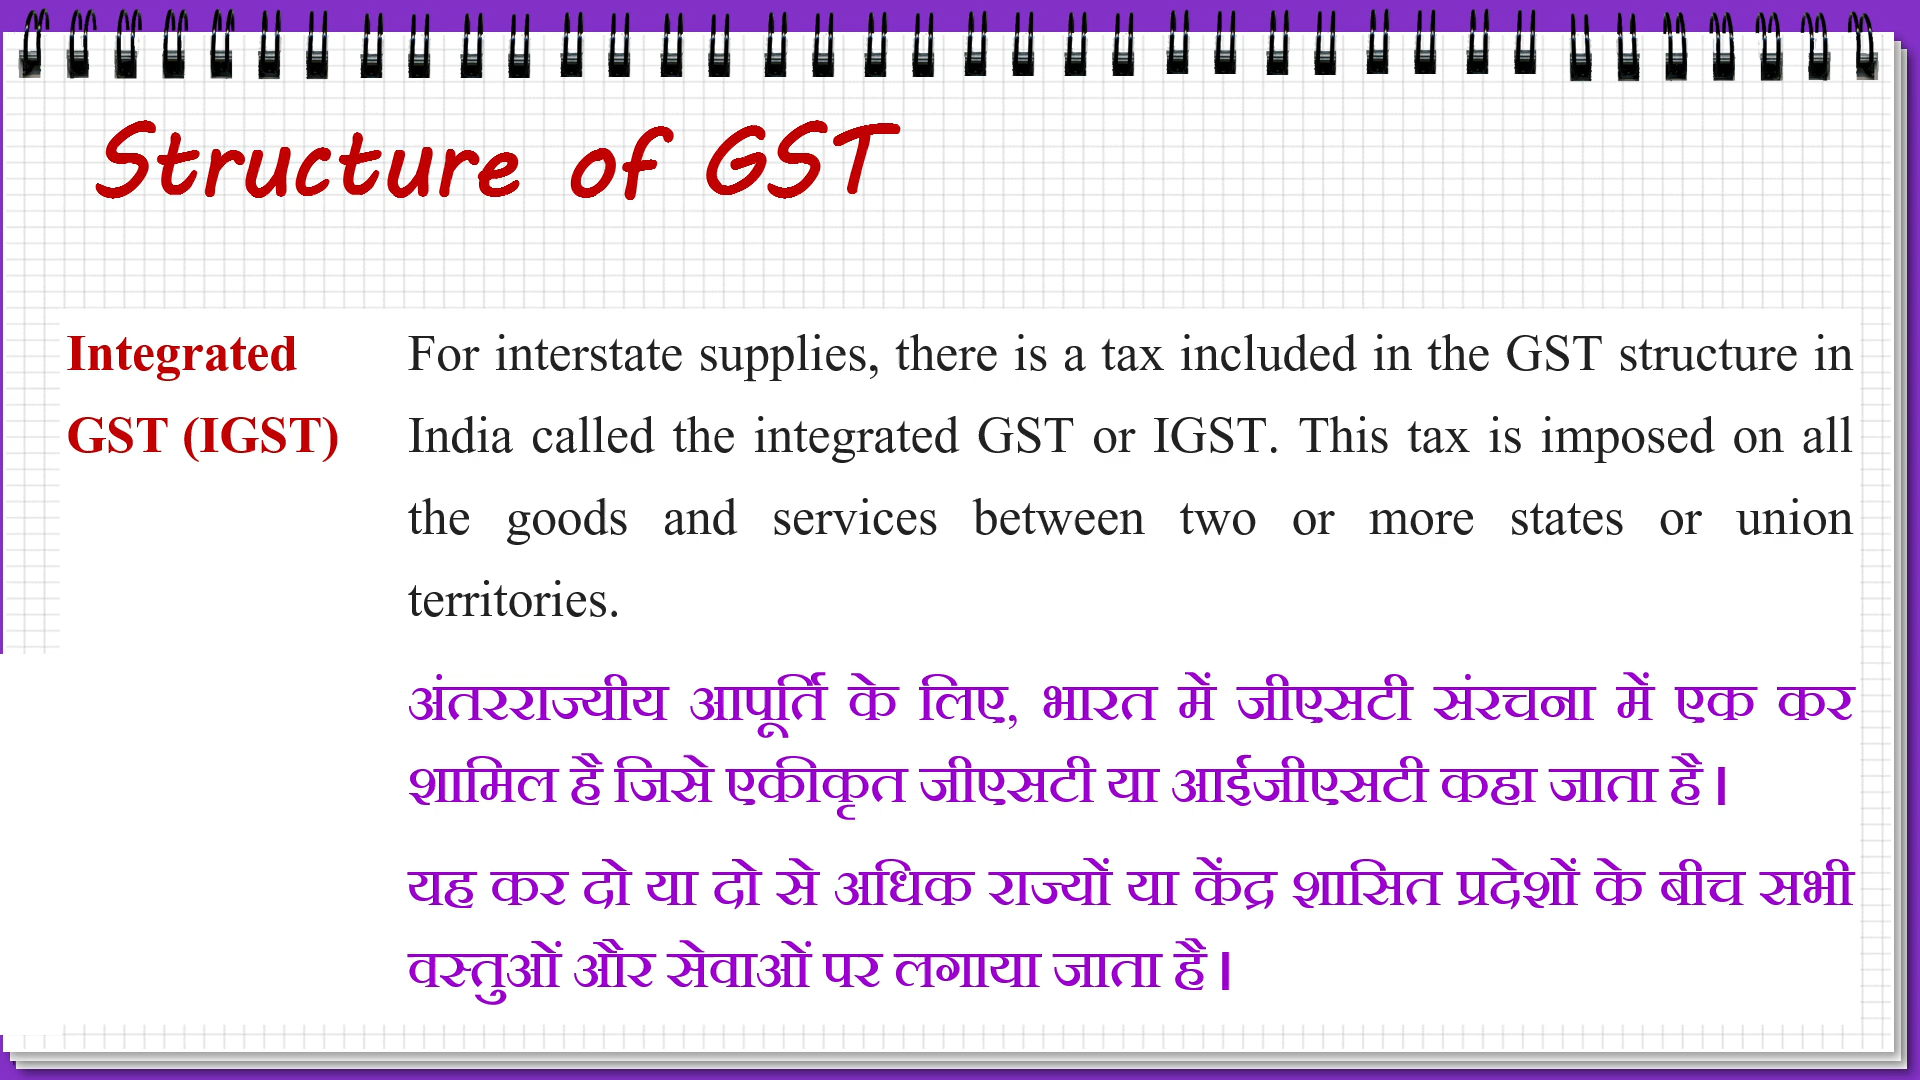 Structure of GST
Integrated
GST (IGST)
For interstate supplies, there is a tax included in the GST structure in
India called the integrated GST or IGST. This tax is imposed on all
the goods and services between two or more states or union
territories.
अंतरराज्यीय आपूर्ति के लिए, भारत में जीएसटी संरचना में एक कर
शामिल है जिसे एकीकृत जीएसटी या आईजीएसटी कहा जाता है।
यह कर दो या दो से अधिक राज्यों या केंद्र शासित प्रदेशों के बीच सभी
वस्तुओं और सेवाओं पर लगाया जाता है।